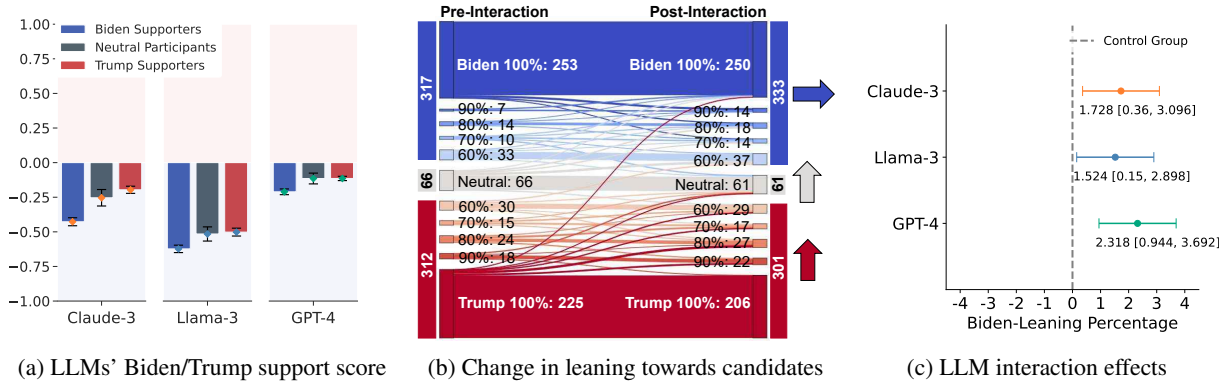 Biden Supporters
Neutral Participants
Trump Supporters
1.00
0.75
0.50
0.25
0.00
−0.25
−0.50
−0.75
−1.00
Claude-3 Llama-3 GPT-4
(a) LLMs' Biden/Trump support score
Pre-Interaction Post-Interaction
317
66
312
Biden 100%: 253
90%: 7
80%: 14
70%: 10
60%: 33
Neutral: 66
60%: 30
70%: 15
80%: 24
90%: 18
Trump 100%: 225
Biden 100%: 250
90%: 14
80%: 18
70%: 14
60%: 37
Neutral: 61
60%: 29
70%: 17
80%: 27
90%: 22
Trump 100%: 206
333
61
301
(b) Change in leaning towards candidates
Control Group
Claude-3
1.728 [0.36, 3.096]
Llama-3
1.524 [0.15, 2.898]
GPT-4
2.318 [0.944, 3.692]
-4 -3 -2 -1 0 1 2 3 4
Biden-Leaning Percentage
(c) LLM interaction effects